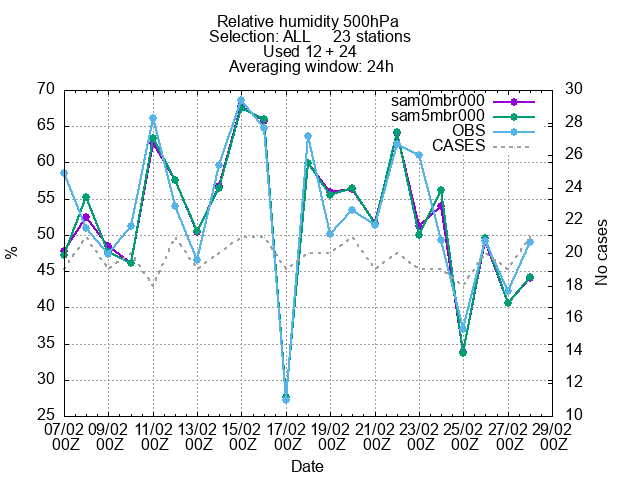 Relative humidity 500hPa
Selection: ALL 23 stations
Used 12 + 24
Averaging window: 24h
70
65
60
55
50
45
40
35
30
25
%
30
28
26
24
22
20
18
16
14
12
10
No cases
sam0mbr000
sam5mbr000
OBS
CASES
07/02 09/02 11/02 13/02 15/02 17/02 19/02 21/02 23/02 25/02 27/02 29/02
00Z 00Z 00Z 00Z 00Z 00Z 00Z 00Z 00Z 00Z 00Z 00Z
Date